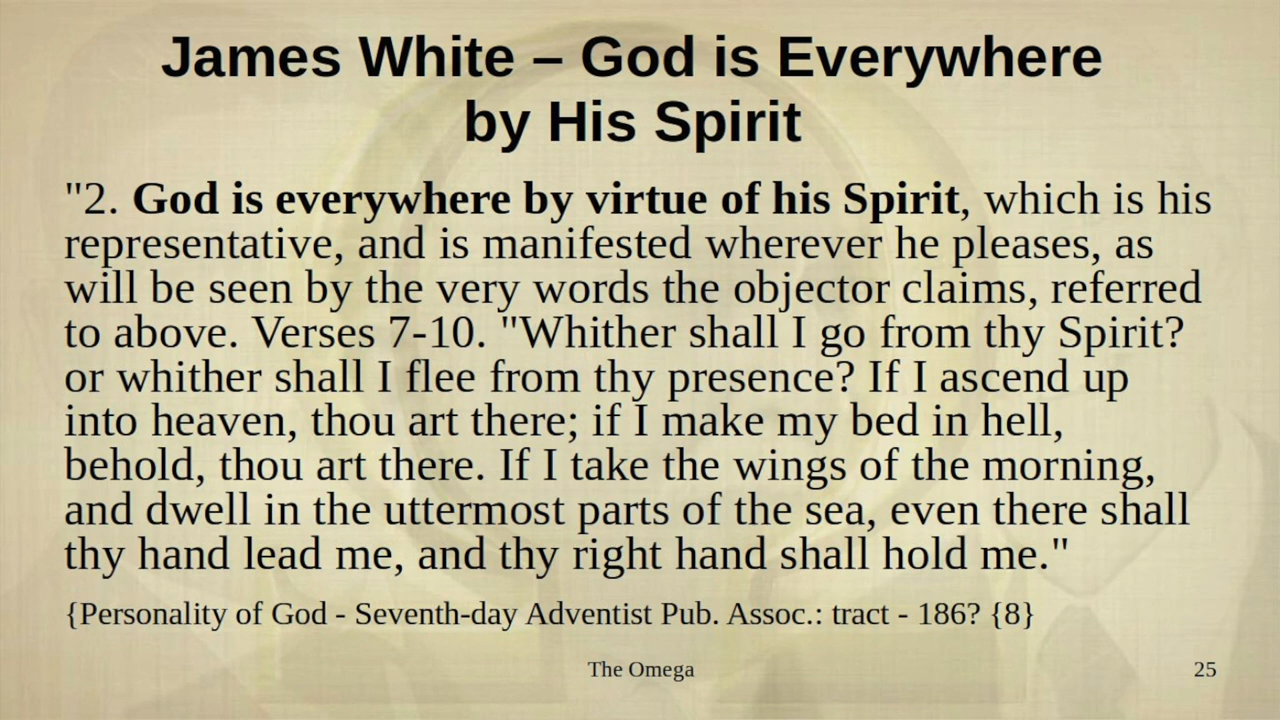 James White – God is Everywhere
by His Spirit
"2. God is everywhere by virtue of his Spirit, which is his
representative, and is manifested wherever he pleases, as
will be seen by the very words the objector claims, referred
to above. Verses 7-10. "Whither shall I go from thy Spirit?
or whither shall I flee from thy presence? If I ascend up
into heaven, thou art there; if I make my bed in hell,
behold, thou art there. If I take the wings of the morning,
and dwell in the uttermost parts of the sea, even there shall
thy hand lead me, and thy right hand shall hold me."
{Personality of God - Seventh-day Adventist Pub. Assoc.: tract - 186? {8}
The Omega
25